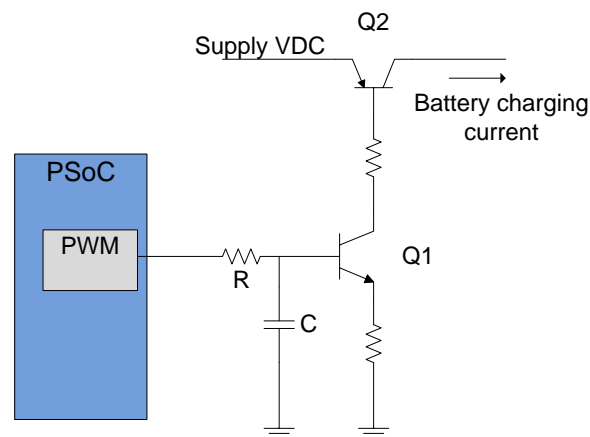 Q2
Supply VDC
Battery charging
current
PSoC
PWM
Q1
R
C